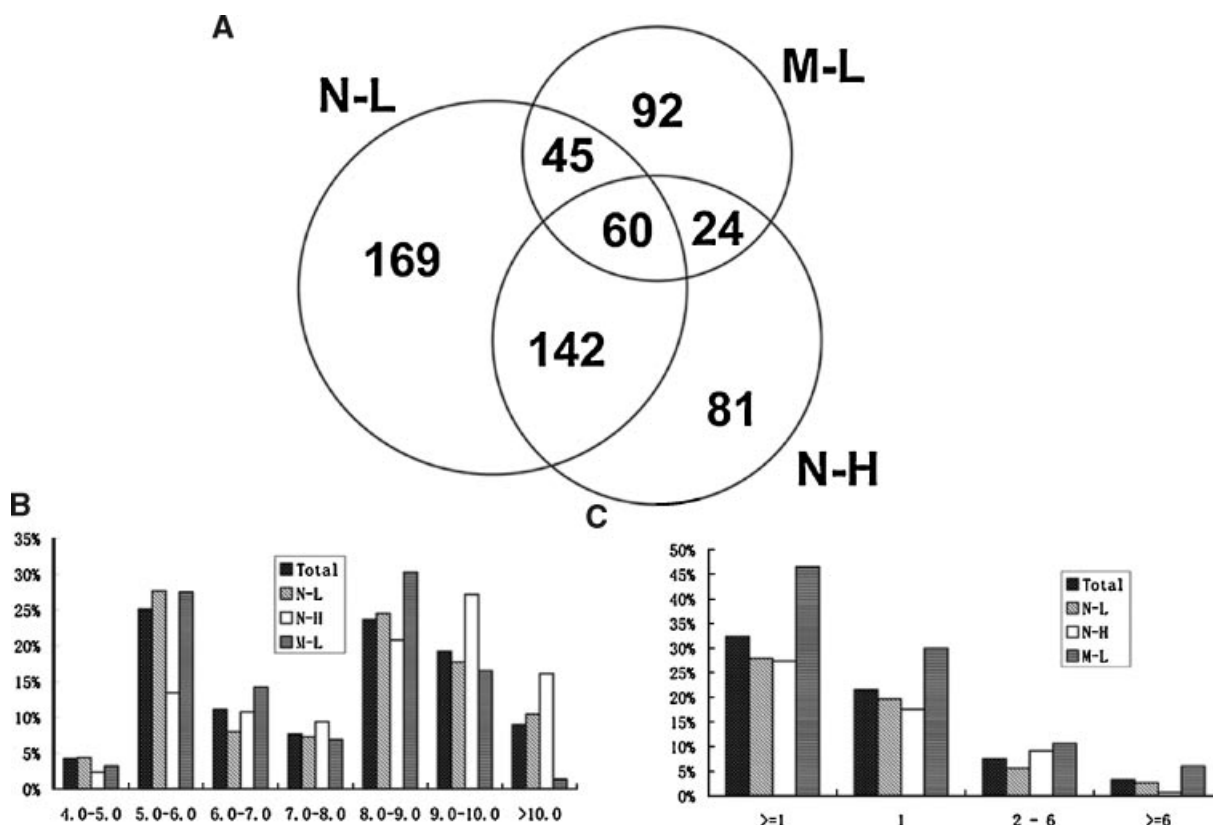 A
N-L
M-L
92
45
60
24
169
142
81
N-H
B
35%
30%
25%
20%
15%
10%
5%
0%
Total
N-L
N-H
M-L
4.0-5.0 5.0-6.0 6.0-7.0 7.0-8.0 8.0-9.0 9.0-10.0 >10.0
C
50%
45%
40%
35%
30%
25%
20%
15%
10%
5%
0%
Total
N-L
N-H
M-L
>=1 1 2 - 6 >=6